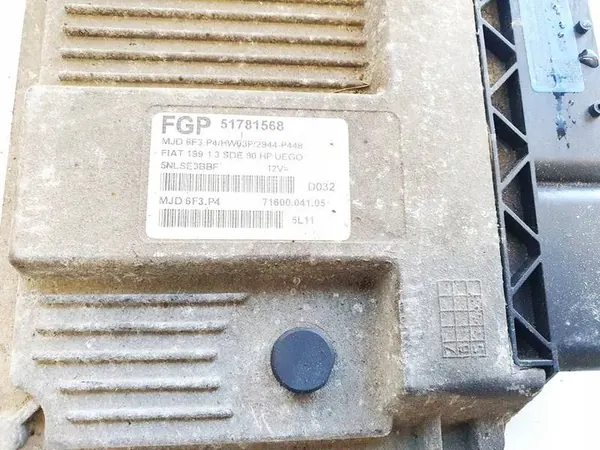 FGP 51781568
MJD 6F3.P4/HW03P/2944-P448
FIAT 199 1.3 SDE 90 HP UEGO
5NLSE3BBF 12V=
D032
MJD 6F3.P4 71600.041.05
5L11